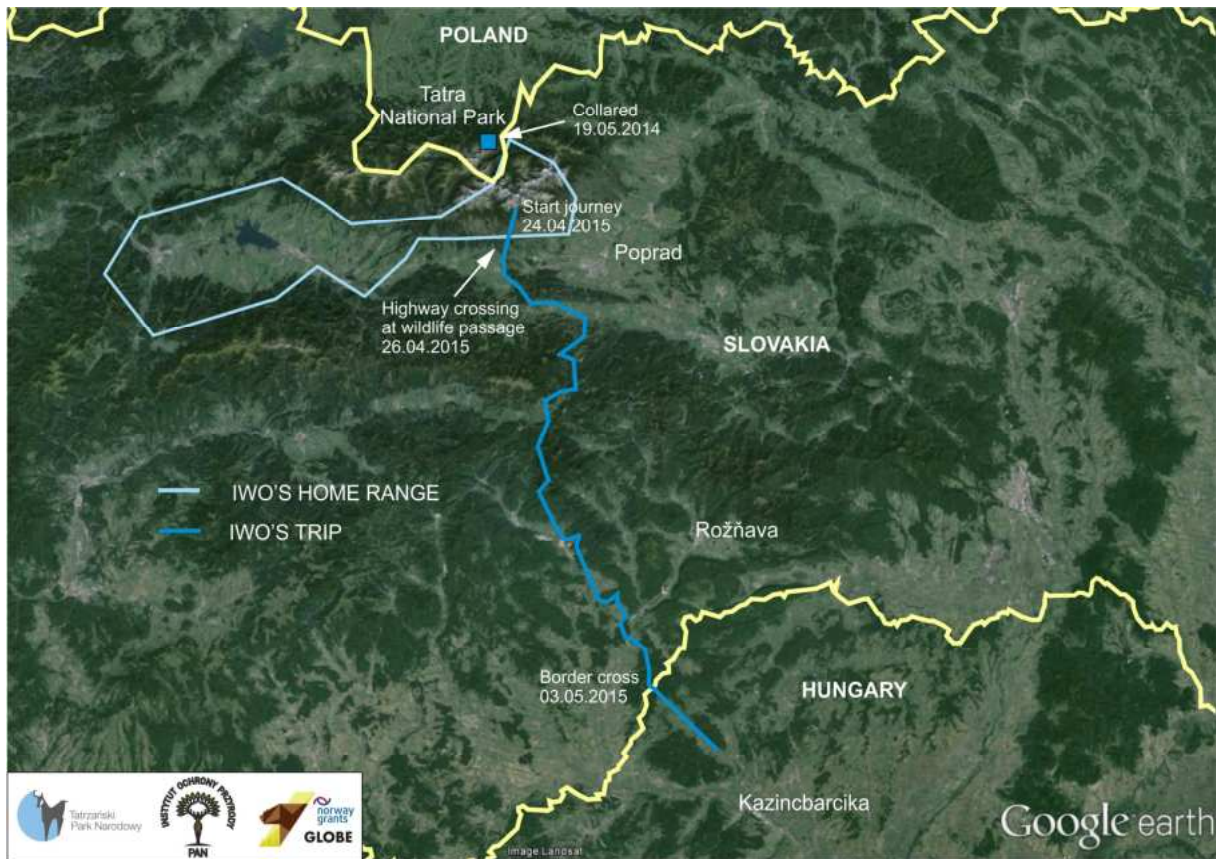 POLAND
Tatra
National Park
Collared
19.05.2014
Start journey
24.04.2015
Poprad
Highway crossing
at wildlife passage
26.04.2015
SLOVAKIA
IWO'S HOME RANGE
IWO'S TRIP
Rožňava
Border cross
03.05.2015
HUNGARY
Kazincbarcika
Tatrzański
Park Narodowy
INSTYTUT OCHRONY PRZYRODY
PAN
norway
grants
GLOBE
Image Landsat
Google earth